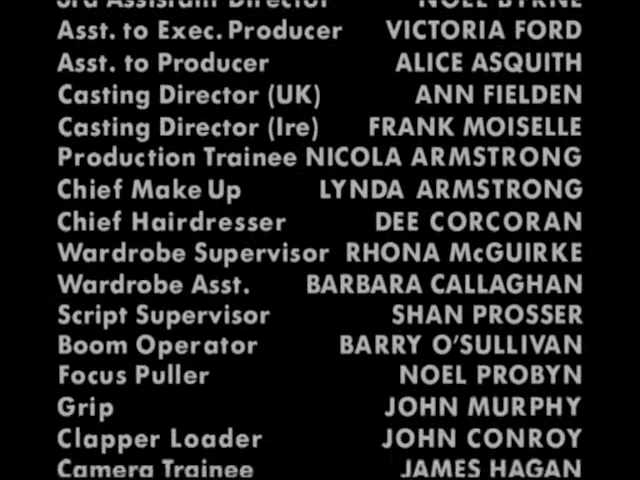 3rd Assistant Director NOEL BYRNE
Asst. to Exec. Producer VICTORIA FORD
Asst. to Producer ALICE ASQUITH
Casting Director (UK) ANN FIELDEN
Casting Director (Ire) FRANK MOISELLE
Production Trainee NICOLA ARMSTRONG
Chief Make Up LYNDA ARMSTRONG
Chief Hairdresser DEE CORCORAN
Wardrobe Supervisor RHONA McGUIRKE
Wardrobe Asst. BARBARA CALLAGHAN
Script Supervisor SHAN PROSSER
Boom Operator BARRY O'SULLIVAN
Focus Puller NOEL PROBYN
Grip JOHN MURPHY
Clapper Loader JOHN CONROY
Camera Trainee JAMES HAGAN